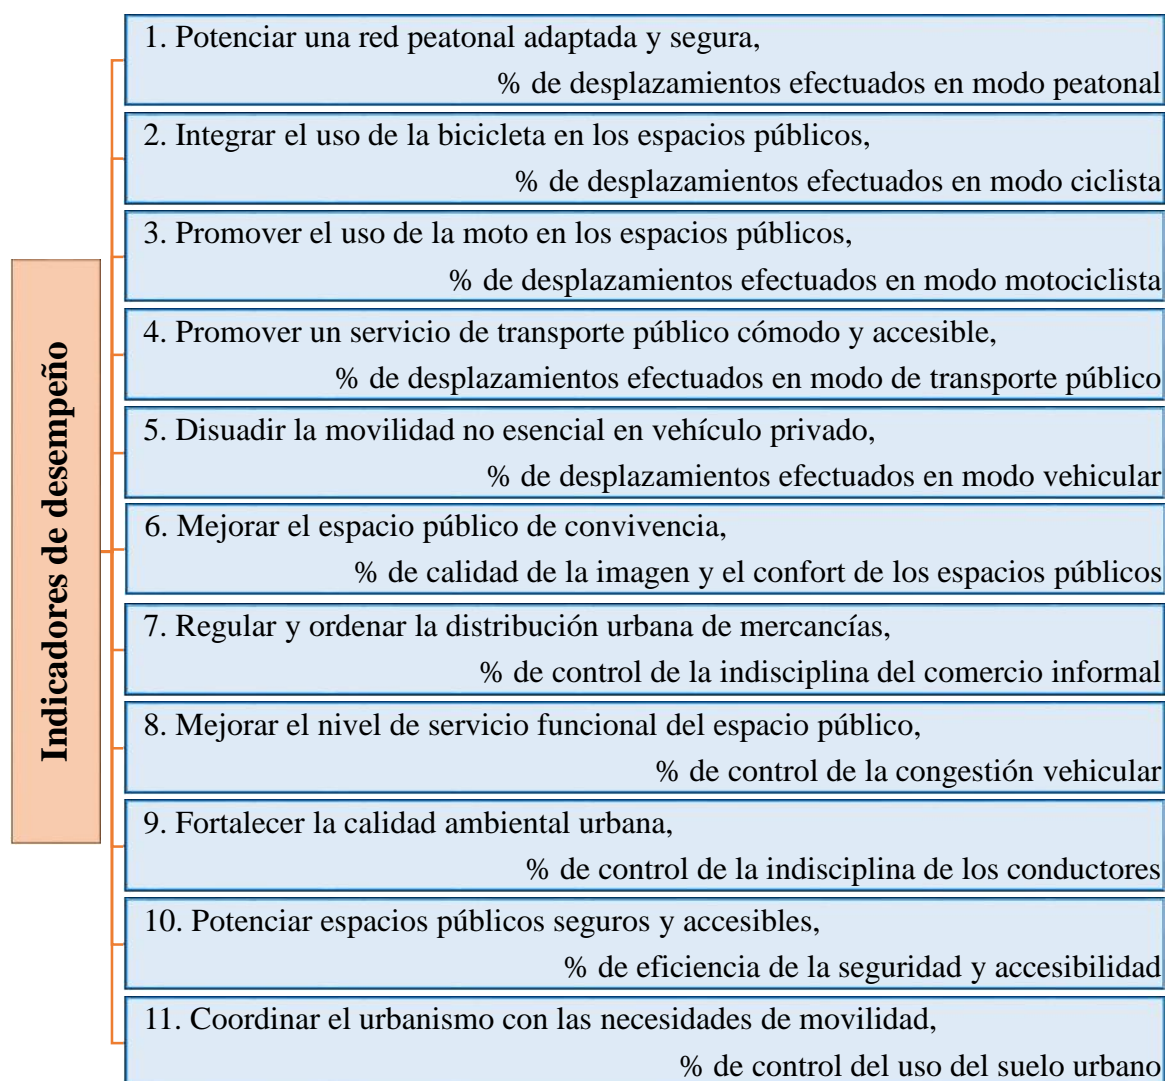 Indicadores de desempeño
1. Potenciar una red peatonal adaptada y segura,
% de desplazamientos efectuados en modo peatonal
2. Integrar el uso de la bicicleta en los espacios públicos,
% de desplazamientos efectuados en modo ciclista
3. Promover el uso de la moto en los espacios públicos,
% de desplazamientos efectuados en modo motociclista
4. Promover un servicio de transporte público cómodo y accesible,
% de desplazamientos efectuados en modo de transporte público
5. Disuadir la movilidad no esencial en vehículo privado,
% de desplazamientos efectuados en modo vehicular
6. Mejorar el espacio público de convivencia,
% de calidad de la imagen y el confort de los espacios públicos
7. Regular y ordenar la distribución urbana de mercancías,
% de control de la indisciplina del comercio informal
8. Mejorar el nivel de servicio funcional del espacio público,
% de control de la congestión vehicular
9. Fortalecer la calidad ambiental urbana,
% de control de la indisciplina de los conductores
10. Potenciar espacios públicos seguros y accesibles,
% de eficiencia de la seguridad y accesibilidad
11. Coordinar el urbanismo con las necesidades de movilidad,
% de control del uso del suelo urbano